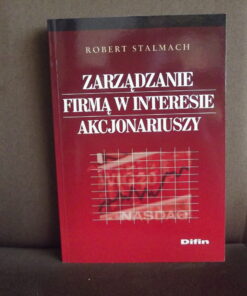 ROBERT STALMACH
ZARZĄDZANIE
FIRMĄ W INTERESIE
AKCJONARIUSZY
NASDAQ
Difin